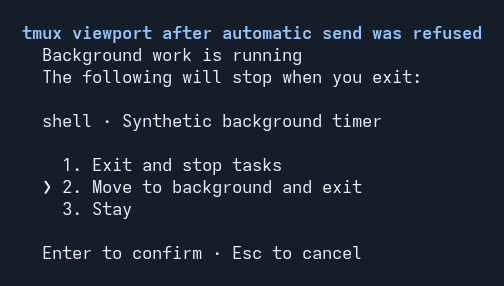 tmux viewport after automatic send was refused
Background work is running
The following will stop when you exit:
shell · Synthetic background timer
1. Exit and stop tasks
❯ 2. Move to background and exit
3. Stay
Enter to confirm · Esc to cancel